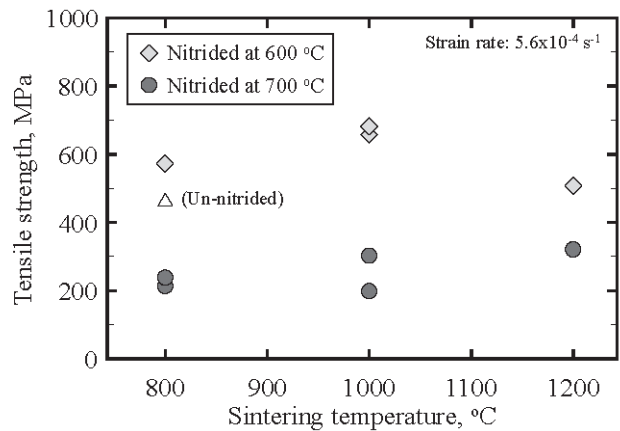 1000
800
600
400
200
0
Tensile strength, MPa
Nitrided at 600 °C
Nitrided at 700 °C
Strain rate: 5.6x10⁻⁴ s⁻¹
(Un-nitrided)
800 900 1000 1100 1200
Sintering temperature, °C